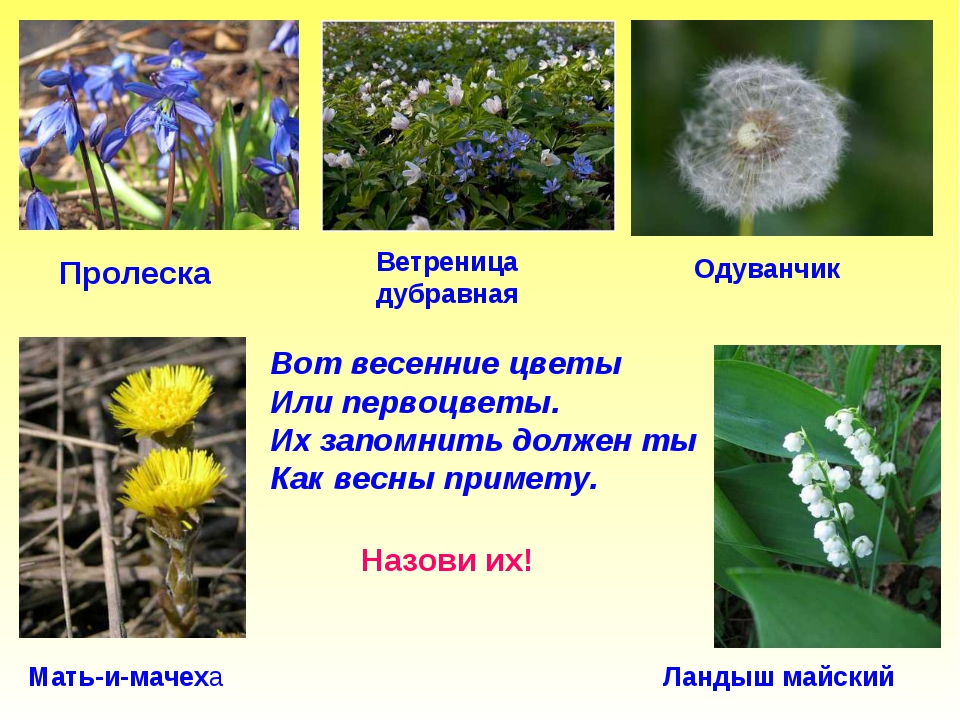 Пролеска
Ветреница
дубравная
Одуванчик
Вот весенние цветы
Или первоцветы.
Их запомнить должен ты
Как весны примету.
Назови их!
Мать-и-мачеха
Ландыш майский